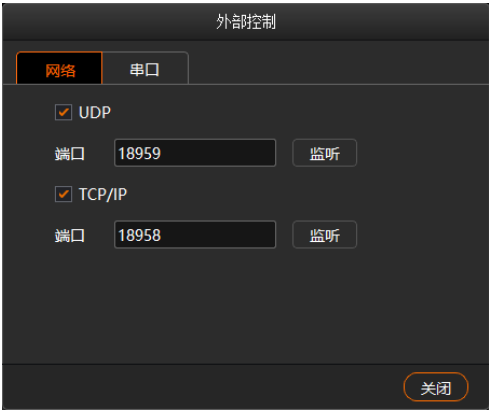 外部控制
网络 串口
UDP
端口 18959 监听
TCP/IP
端口 18958 监听
关闭